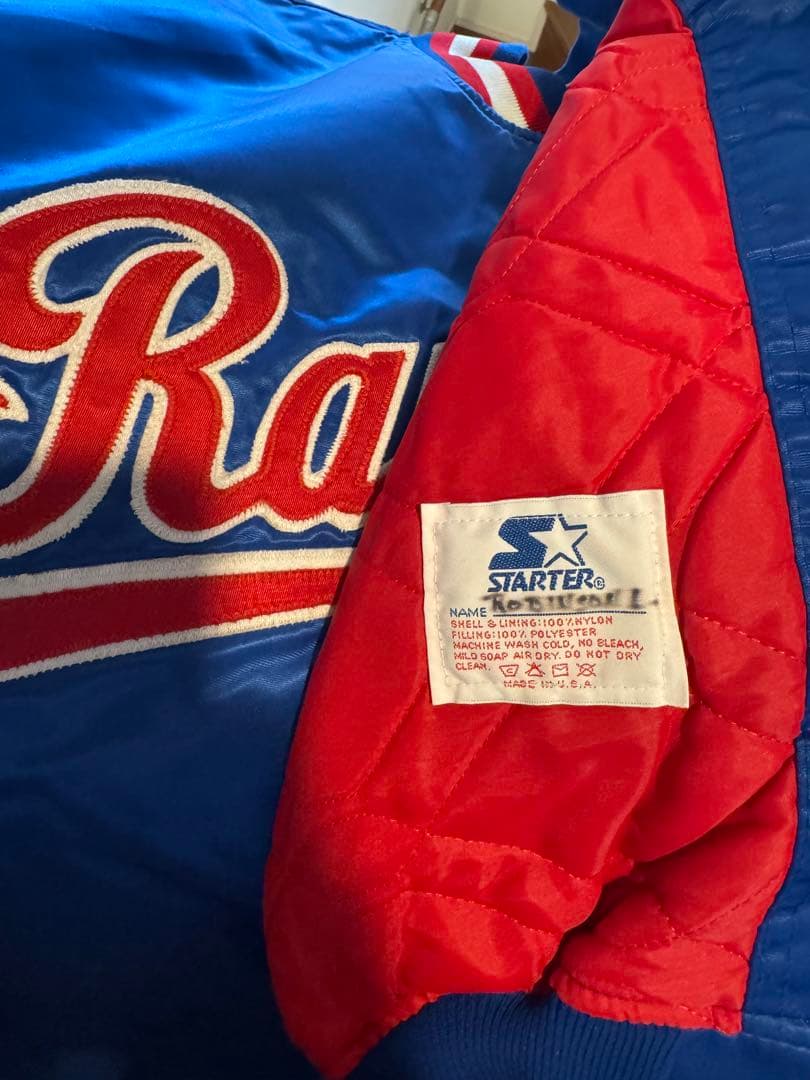 Ra
STARTER®
NAME
SHELL & LINING:100%NYLON
FILLING:100% POLYESTER
MACHINE WASH COLD, NO BLEACH,
MILD SOAP AIR DRY. DO NOT DRY
CLEAN.
MADE IN U.S.A.